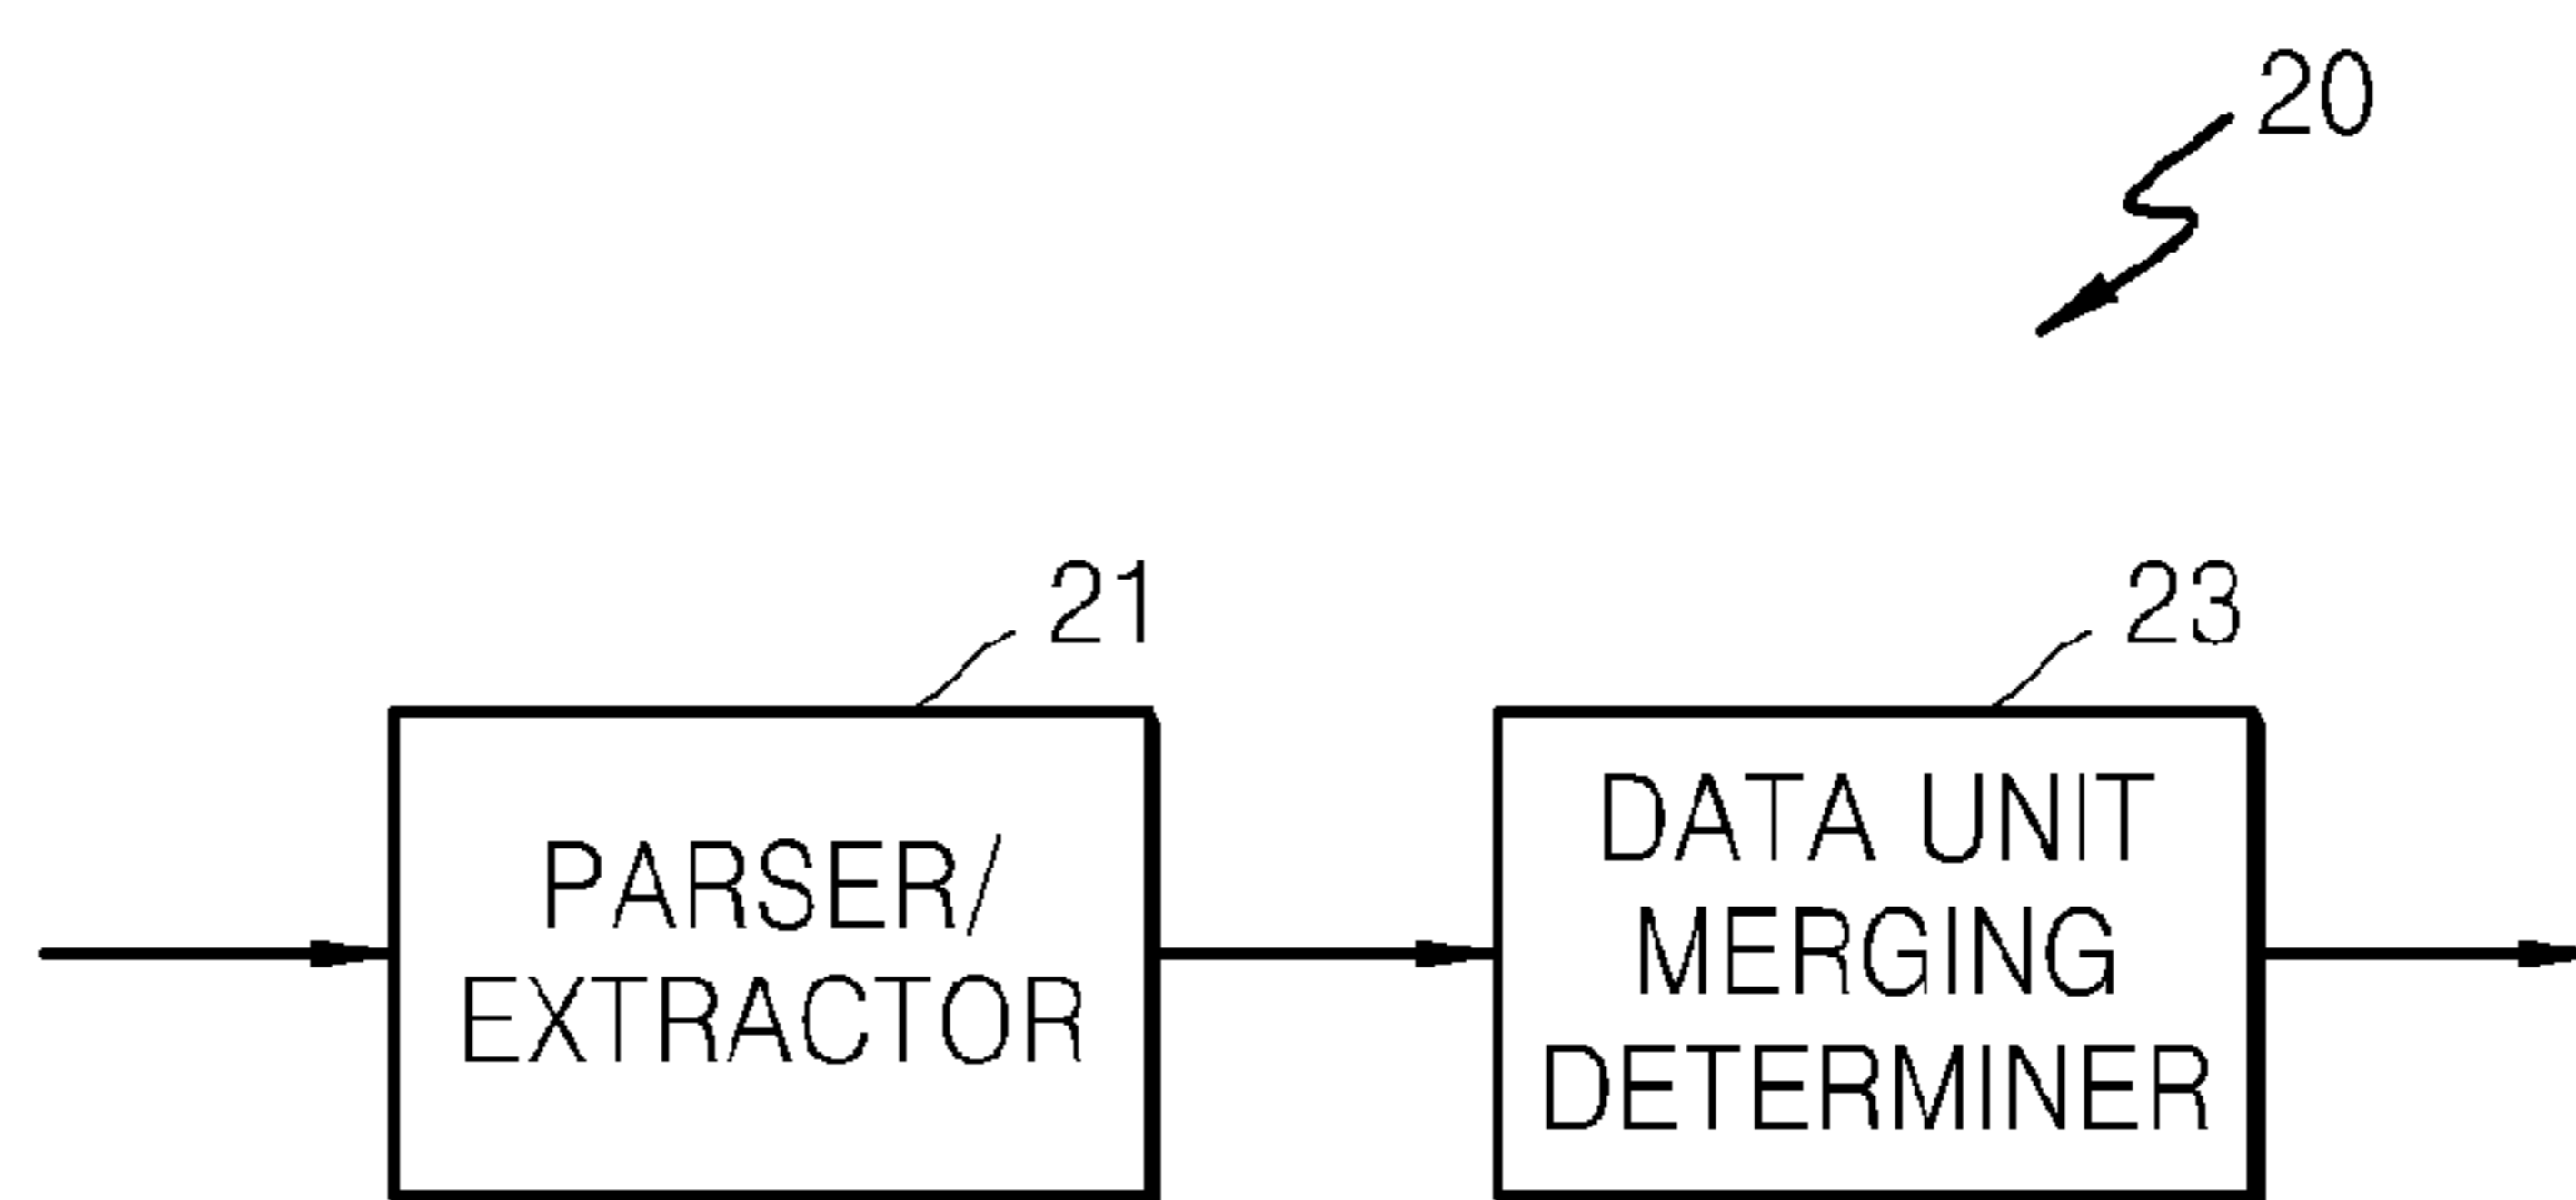 20
21
23
PARSER/
EXTRACTOR
DATA UNIT
MERGING
DETERMINER